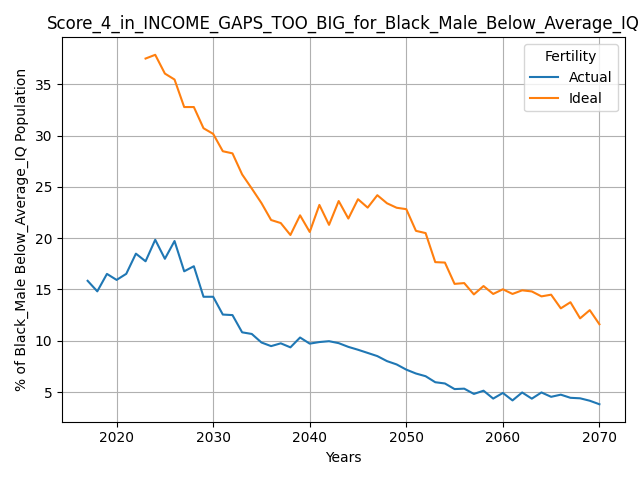 Score_4_in_INCOME_GAPS_TOO_BIG_for_Black_Male_Below_Average_IQ
Fertility
Actual
Ideal
% of Black_Male Below_Average_IQ Population
35
30
25
20
15
10
5
2020 2030 2040 2050 2060 2070
Years